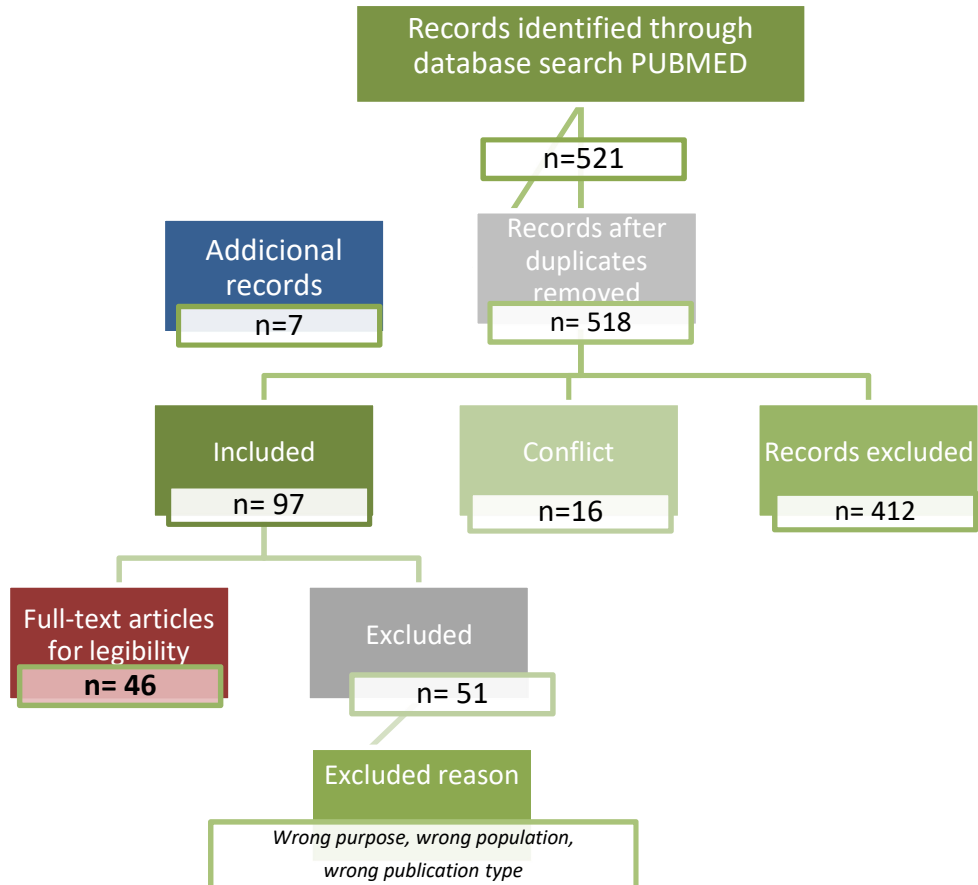 Records identified through
database search PUBMED
n=521
Addicional
records
n=7
Records after
duplicates
removed
n= 518
Included
n= 97
Conflict
n=16
Records excluded
n= 412
Full-text articles
for legibility
n= 46
Excluded
n= 51
Excluded reason
Wrong purpose, wrong population,
wrong publication type